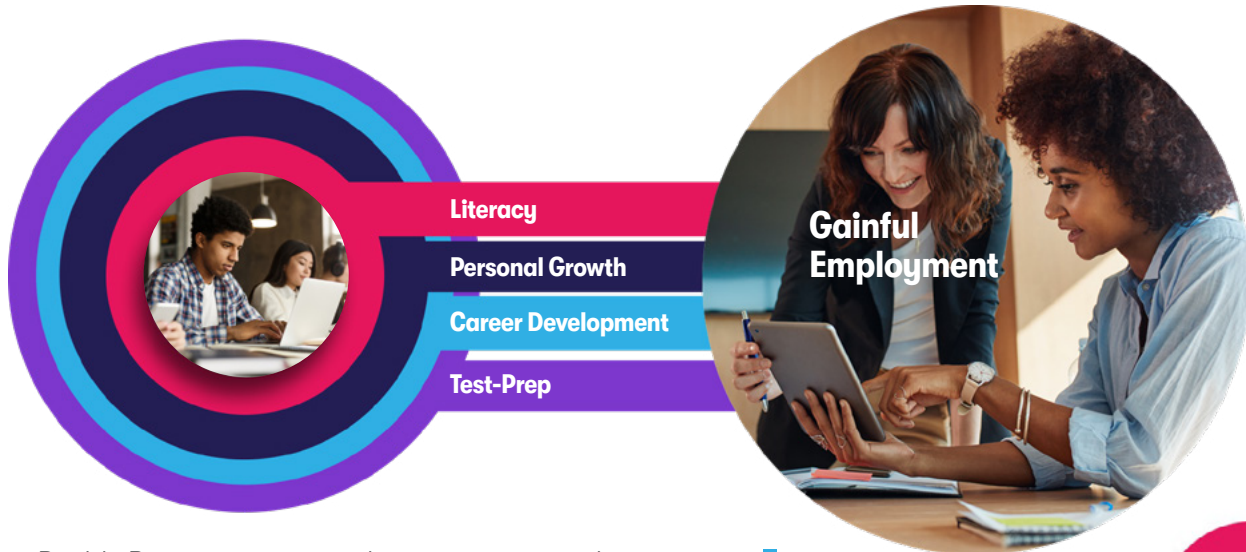 Literacy
Personal Growth
Career Development
Test-Prep
Gainful
Employment